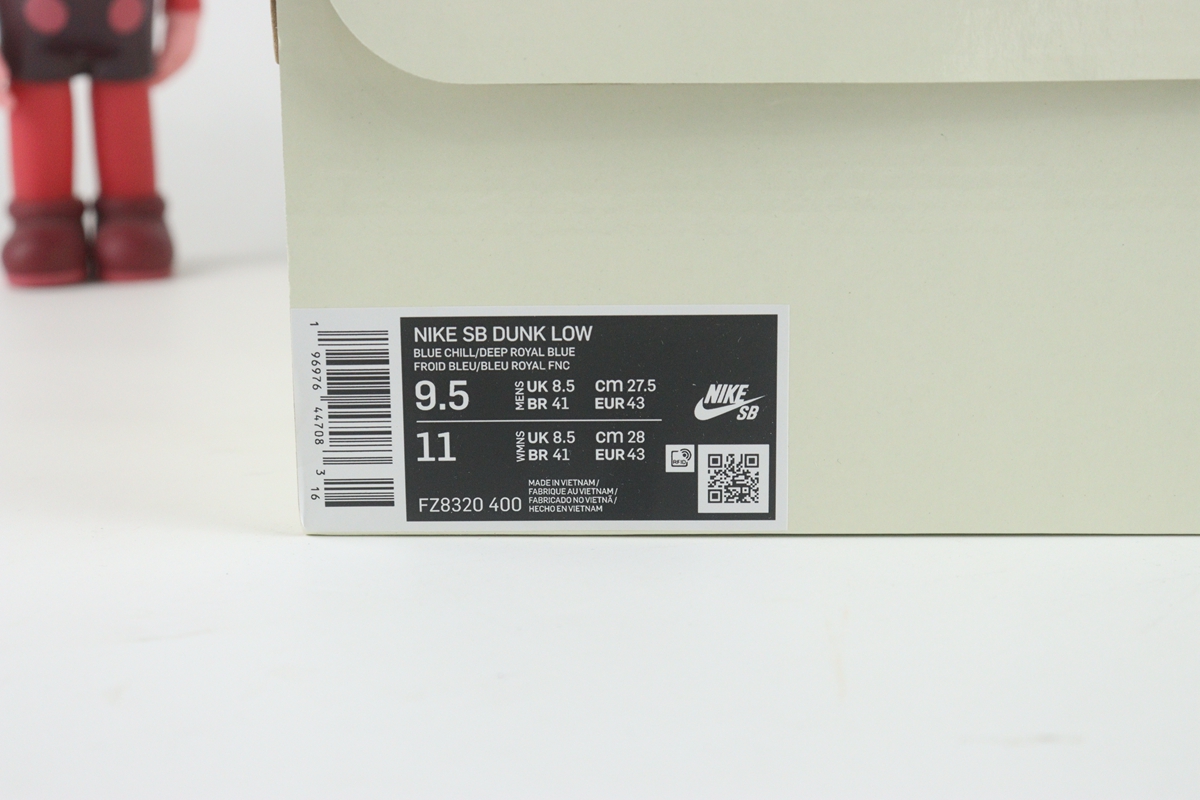 1 96976 44708 3 16
NIKE SB DUNK LOW
BLUE CHILL/DEEP ROYAL BLUE
FROID BLEU/BLEU ROYAL FNC
9.5 MENS UK 8.5 cm 27.5
BR 41 EUR 43
11 WMNS UK 8.5 cm 28
BR 41 EUR 43
FZ8320 400
MADE IN VIETNAM /
FABRIQUE AU VIETNAM /
FABRICADO NO VIETNÃ /
HECHO EN VIETNAM
NIKE
SB
RFID